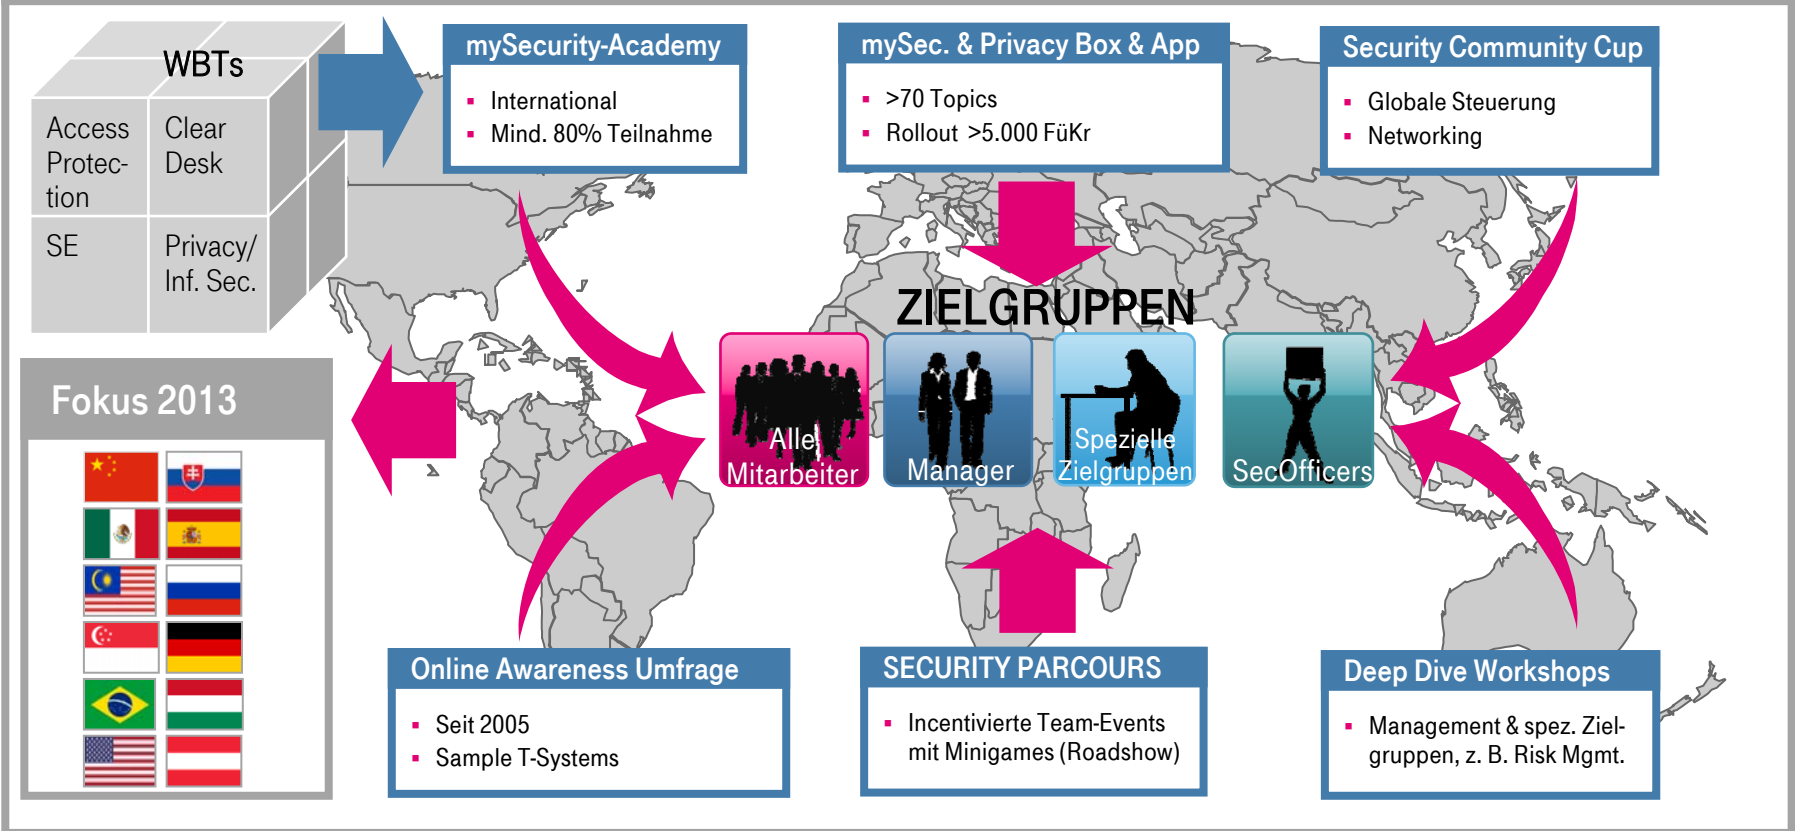 WBTs
Access
Protec-
tion
Clear
Desk
SE
Privacy/
Inf. Sec.
mySecurity-Academy
▪ International
▪ Mind. 80% Teilnahme
mySec. & Privacy Box & App
▪ >70 Topics
▪ Rollout >5.000 FüKr
Security Community Cup
▪ Globale Steuerung
▪ Networking
ZIELGRUPPEN
Alle
Mitarbeiter
Manager
Spezielle
Zielgruppen
SecOfficers
Fokus 2013
Online Awareness Umfrage
▪ Seit 2005
▪ Sample T-Systems
SECURITY PARCOURS
▪ Incentivierte Team-Events
mit Minigames (Roadshow)
Deep Dive Workshops
▪ Management & spez. Ziel-
gruppen, z. B. Risk Mgmt.